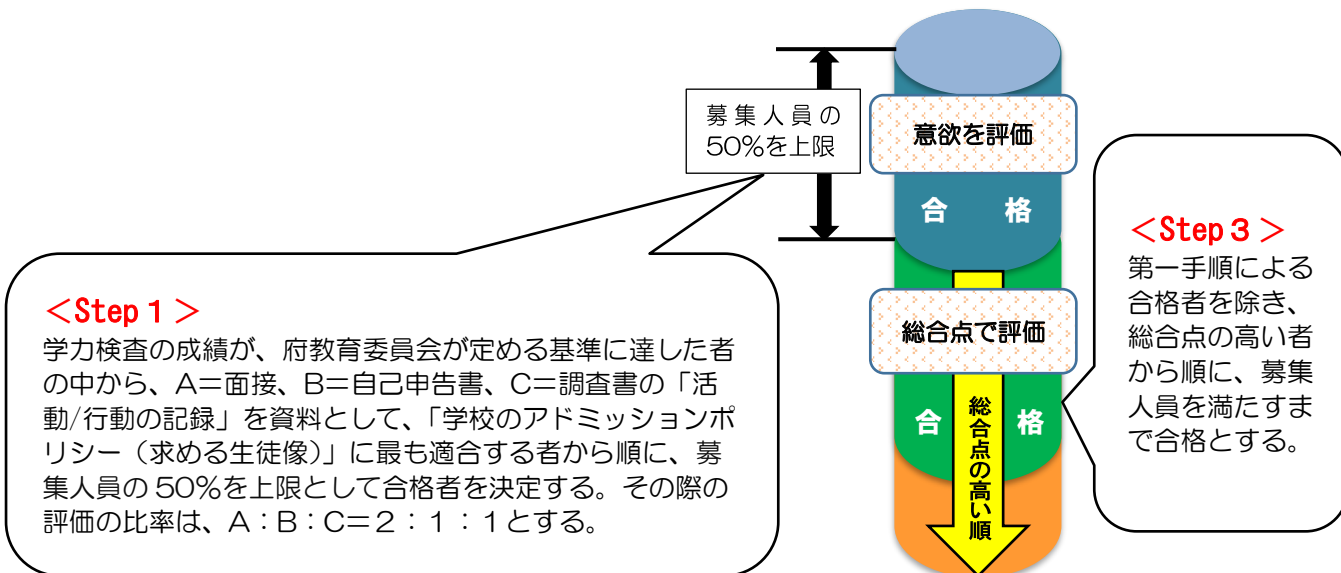 募集人員の
50%を上限
意欲を評価
合 格
＜Step１＞
学力検査の成績が、府教育委員会が定める基準に達した者
の中から、A＝面接、B＝自己申告書、C＝調査書の「活
動/行動の記録」を資料として、「学校のアドミッションポ
リシー（求める生徒像）」に最も適合する者から順に、募
集人員の 50%を上限として合格者を決定する。その際の
評価の比率は、A：B：C＝２：１：１とする。
総合点で評価
合 格
総合点の高い順
＜Step３＞
第一手順による
合格者を除き、
総合点の高い者
から順に、募集
人員を満たすま
で合格とする。